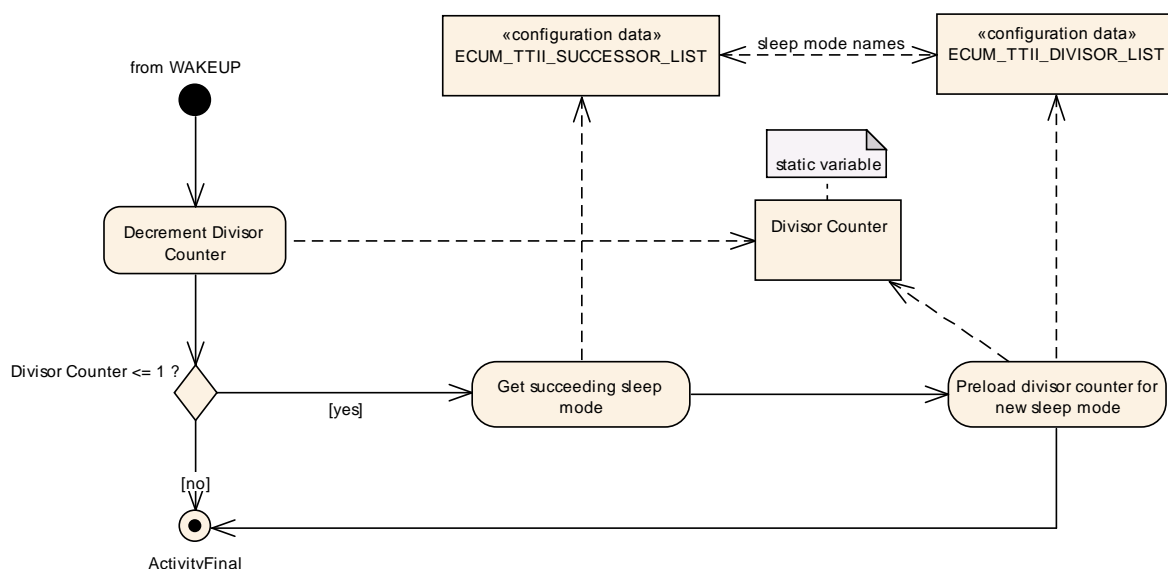 «configuration data»
ECUM_TTII_SUCCESSOR_LIST
sleep mode names
«configuration data»
ECUM_TTII_DIVISOR_LIST
from WAKEUP
static variable
Decrement Divisor
Counter
Divisor Counter
Divisor Counter <= 1 ?
[yes]
Get succeeding sleep
mode
Preload divisor counter for
new sleep mode
[no]
ActivityFinal